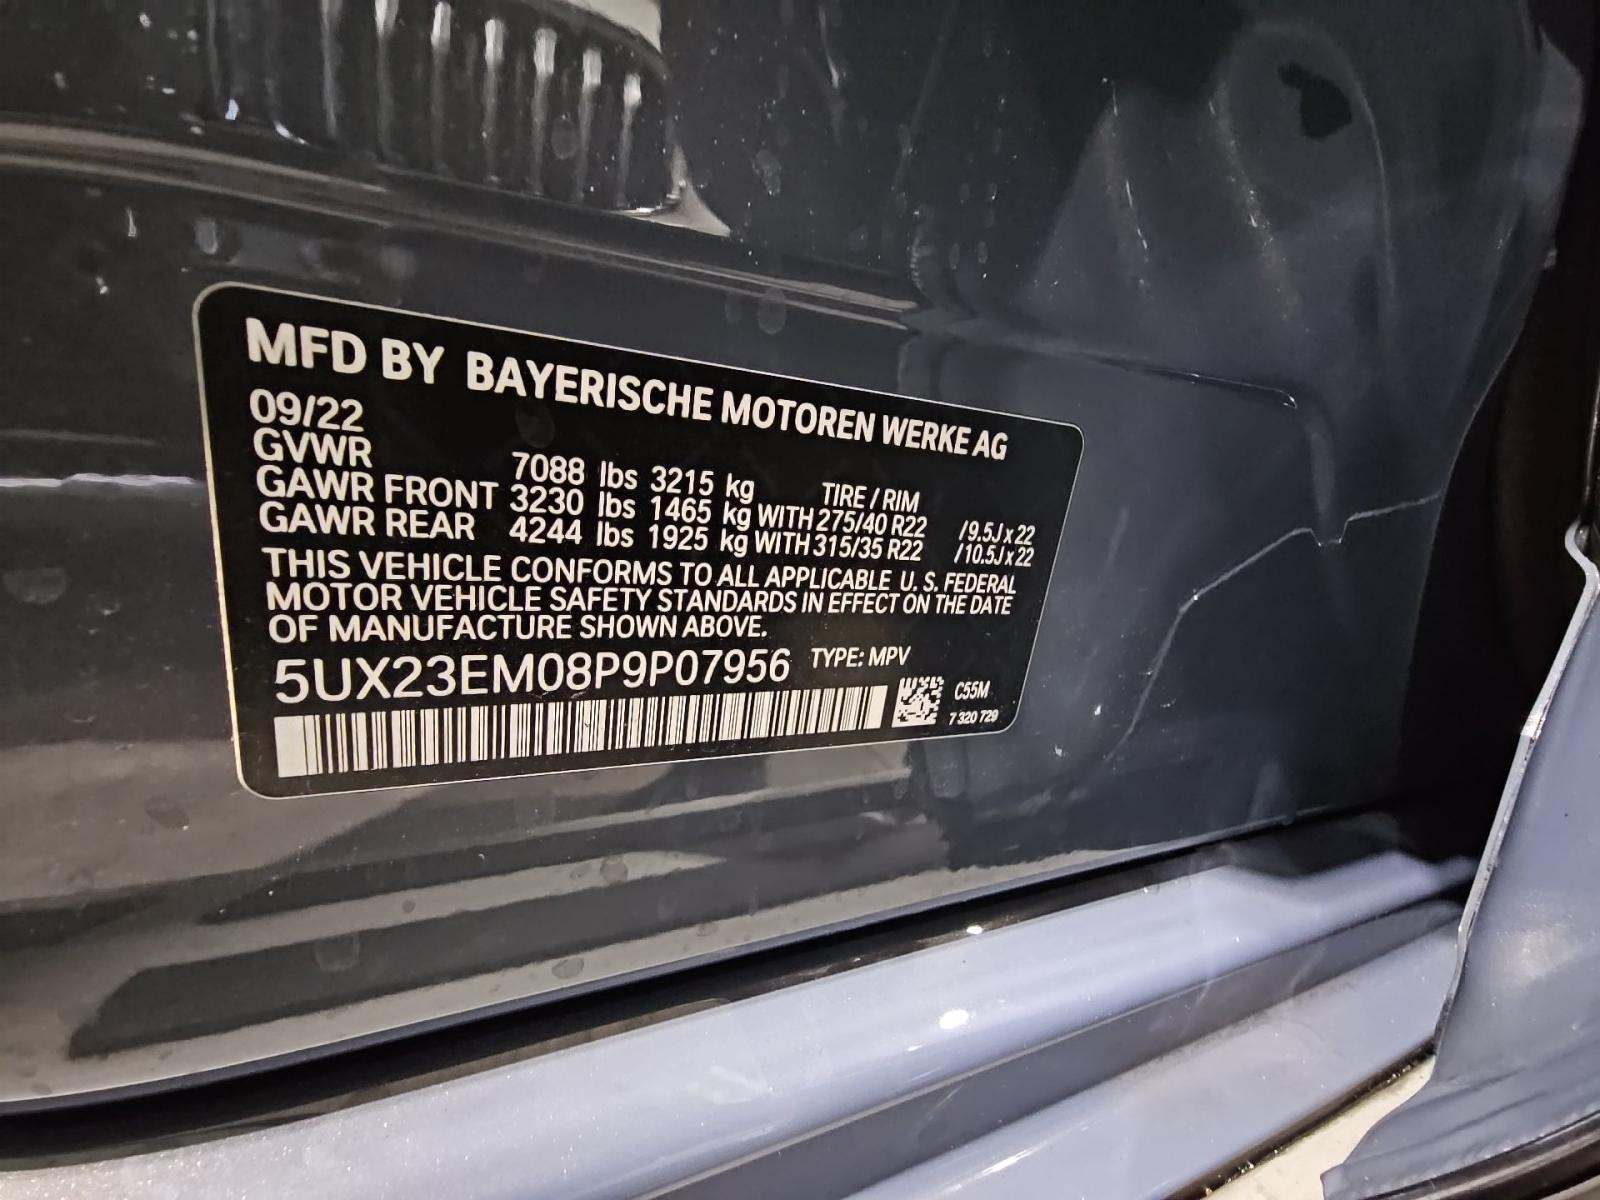 MFD BY BAYERISCHE MOTOREN WERKE AG
09/22
GVWR 7088 lbs 3215 kg TIRE / RIM
GAWR FRONT 3230 lbs 1465 kg WITH 275/40 R22 /9.5J x 22
GAWR REAR 4244 lbs 1925 kg WITH 315/35 R22 /10.5J x 22
THIS VEHICLE CONFORMS TO ALL APPLICABLE U. S. FEDERAL
MOTOR VEHICLE SAFETY STANDARDS IN EFFECT ON THE DATE
OF MANUFACTURE SHOWN ABOVE.
5UX23EM08P9P07956 TYPE: MPV
C55M
7 320 729